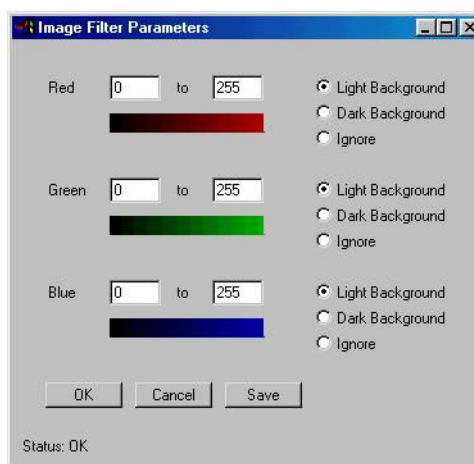 Image Filter Parameters
Red 0 to 255 Light Background
Dark Background
Ignore
Green 0 to 255 Light Background
Dark Background
Ignore
Blue 0 to 255 Light Background
Dark Background
Ignore
OK Cancel Save
Status: OK